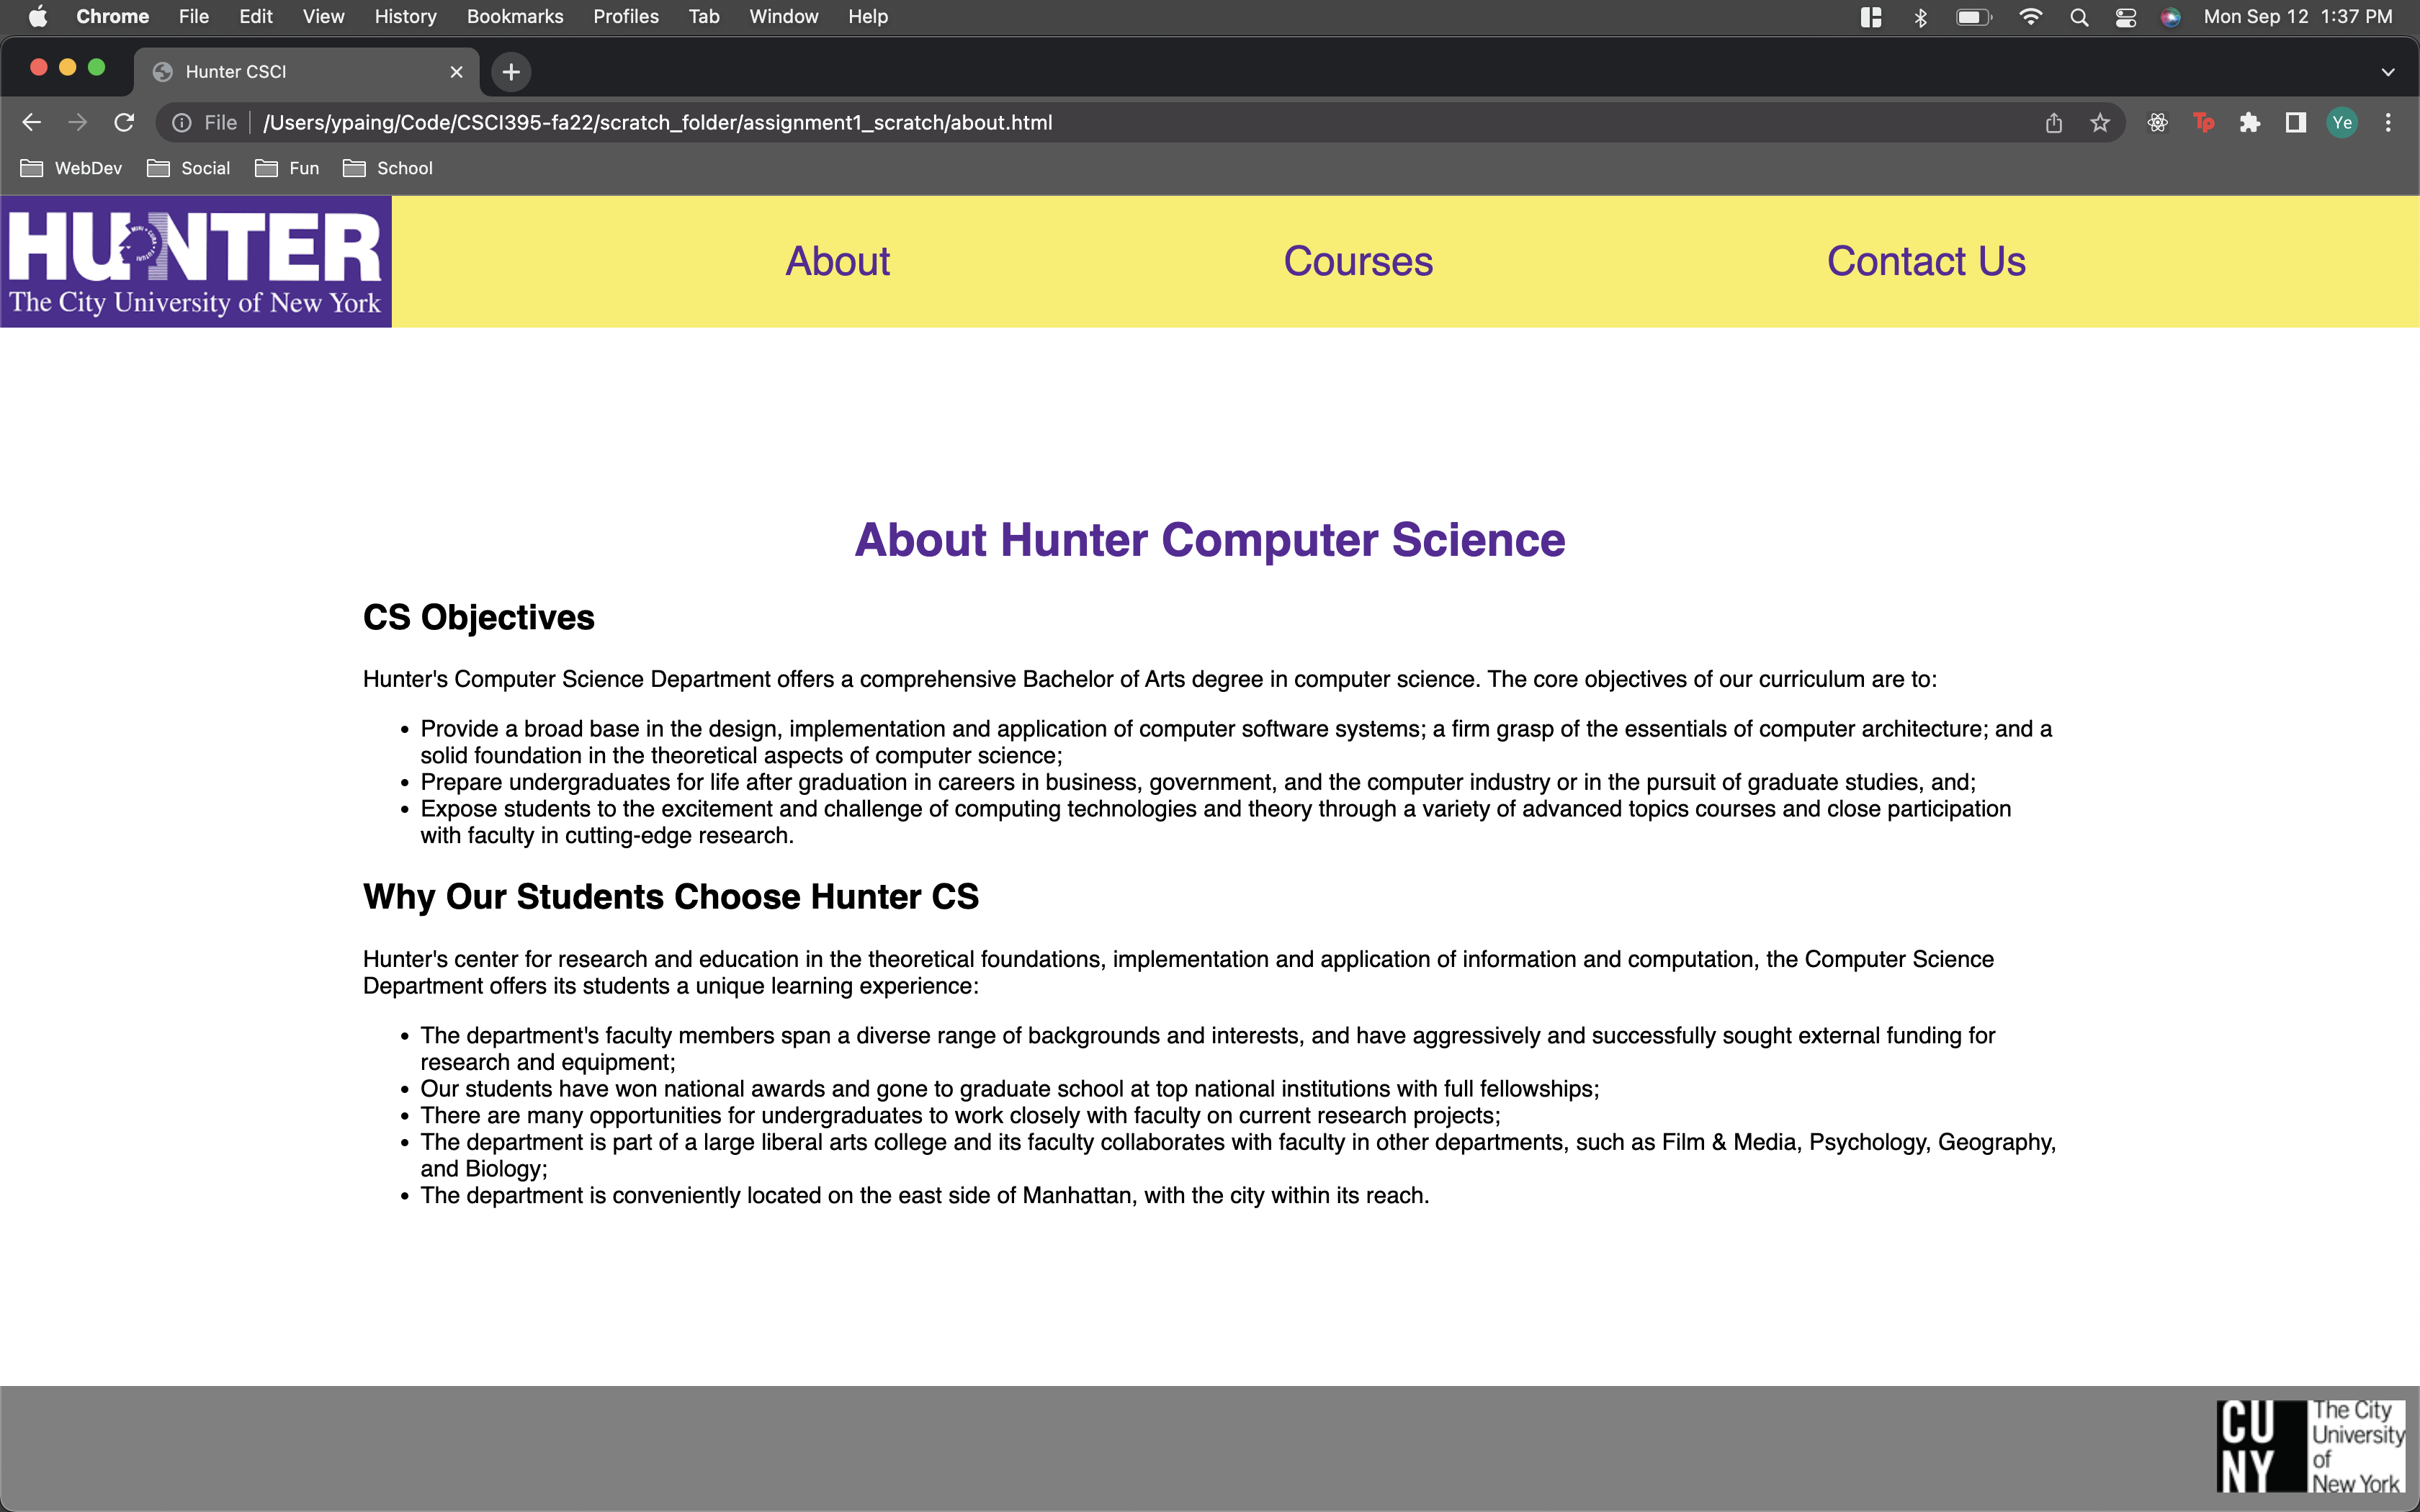 Chrome File Edit View History Bookmarks Profiles Tab Window Help Mon Sep 12 1:37 PM
Hunter CSCI
File /Users/ypaing/Code/CSCI395-fa22/scratch_folder/assignment1_scratch/about.html Tp Ye
WebDev Social Fun School
HUNTER
The City University of New York
About Courses Contact Us
About Hunter Computer Science
CS Objectives
Hunter's Computer Science Department offers a comprehensive Bachelor of Arts degree in computer science. The core objectives of our curriculum are to:
• Provide a broad base in the design, implementation and application of computer software systems; a firm grasp of the essentials of computer architecture; and a
solid foundation in the theoretical aspects of computer science;
• Prepare undergraduates for life after graduation in careers in business, government, and the computer industry or in the pursuit of graduate studies, and;
• Expose students to the excitement and challenge of computing technologies and theory through a variety of advanced topics courses and close participation
with faculty in cutting-edge research.
Why Our Students Choose Hunter CS
Hunter's center for research and education in the theoretical foundations, implementation and application of information and computation, the Computer Science
Department offers its students a unique learning experience:
• The department's faculty members span a diverse range of backgrounds and interests, and have aggressively and successfully sought external funding for
research and equipment;
• Our students have won national awards and gone to graduate school at top national institutions with full fellowships;
• There are many opportunities for undergraduates to work closely with faculty on current research projects;
• The department is part of a large liberal arts college and its faculty collaborates with faculty in other departments, such as Film & Media, Psychology, Geography,
and Biology;
• The department is conveniently located on the east side of Manhattan, with the city within its reach.
CU
NY
The City
University
of
New York